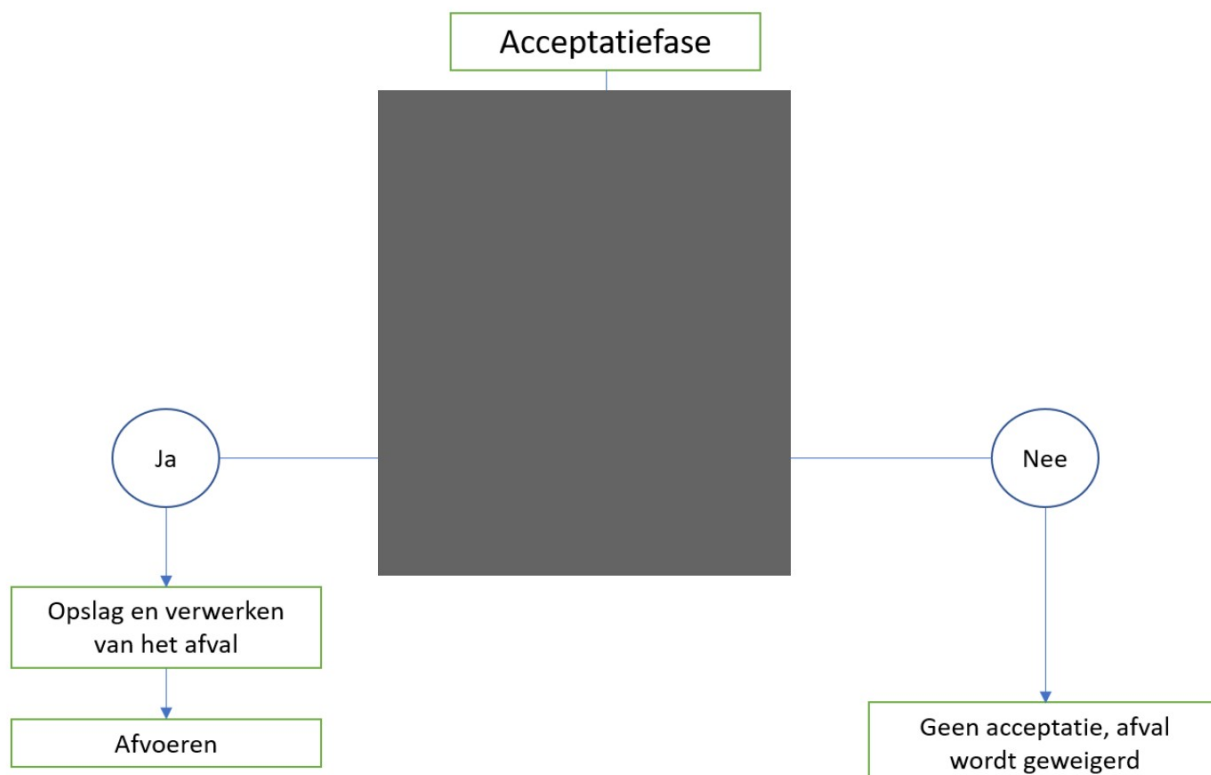 Acceptatiefase
Ja
Nee
Opslag en verwerken
van het afval
Afvoeren
Geen acceptatie, afval
wordt geweigerd